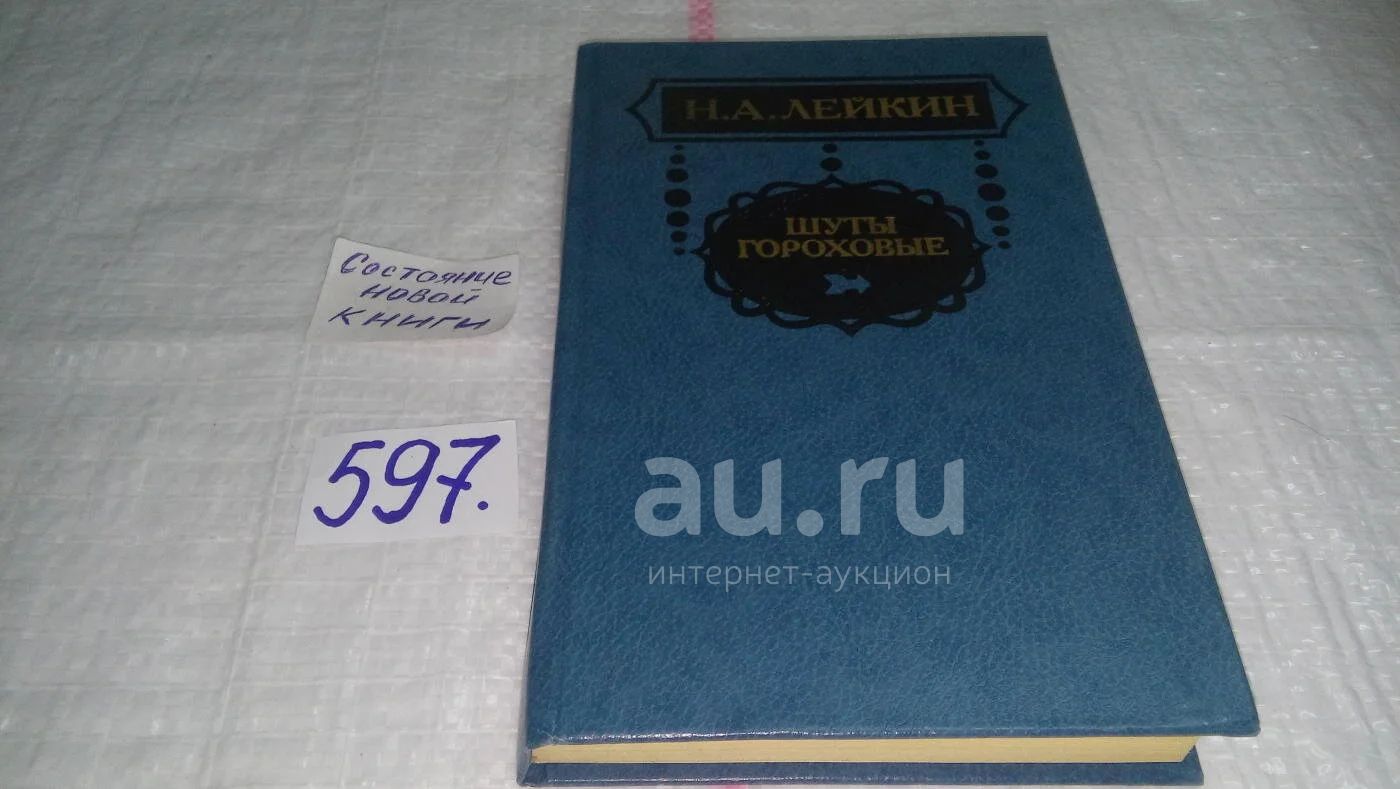 Н.А.ЛЕЙКИН
ШУТЫ
ГОРОХОВЫЕ
Состояние
новой
книги
597.
au.ru
интернет-аукцион